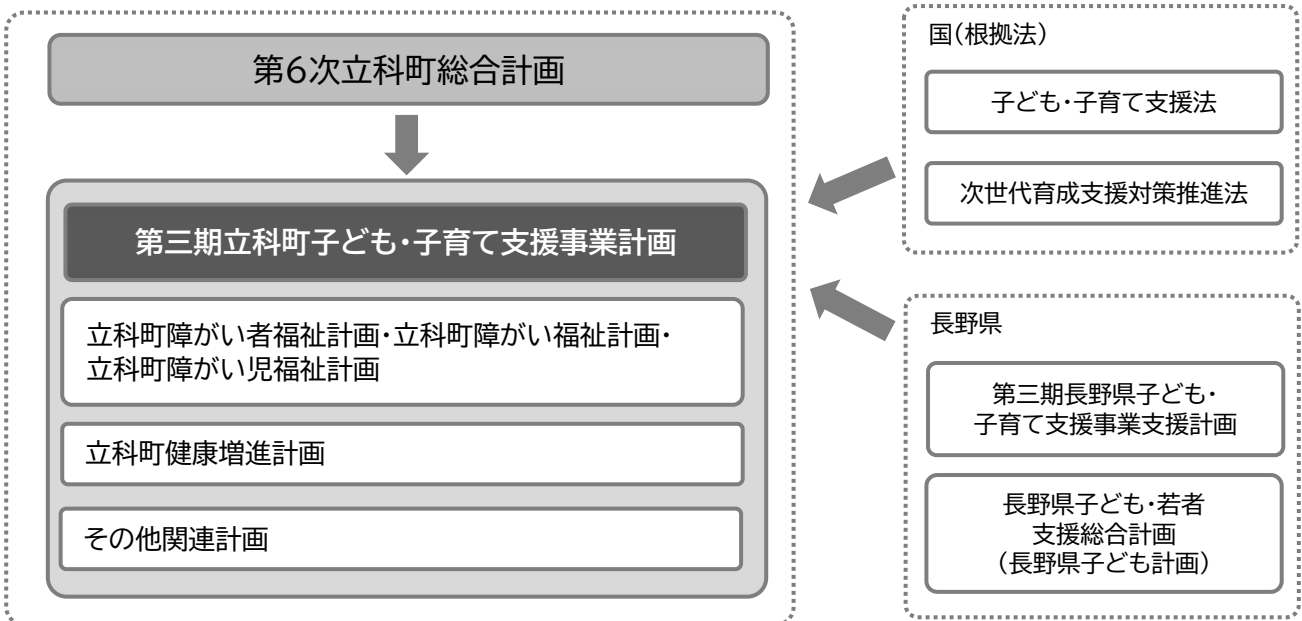 第6次立科町総合計画
第三期立科町子ども・子育て支援事業計画
立科町障がい者福祉計画・立科町障がい福祉計画・
立科町障がい児福祉計画
立科町健康増進計画
その他関連計画
国（根拠法）
子ども・子育て支援法
次世代育成支援対策推進法
長野県
第三期長野県子ども・
子育て支援事業支援計画
長野県子ども・若者
支援総合計画
（長野県子ども計画）